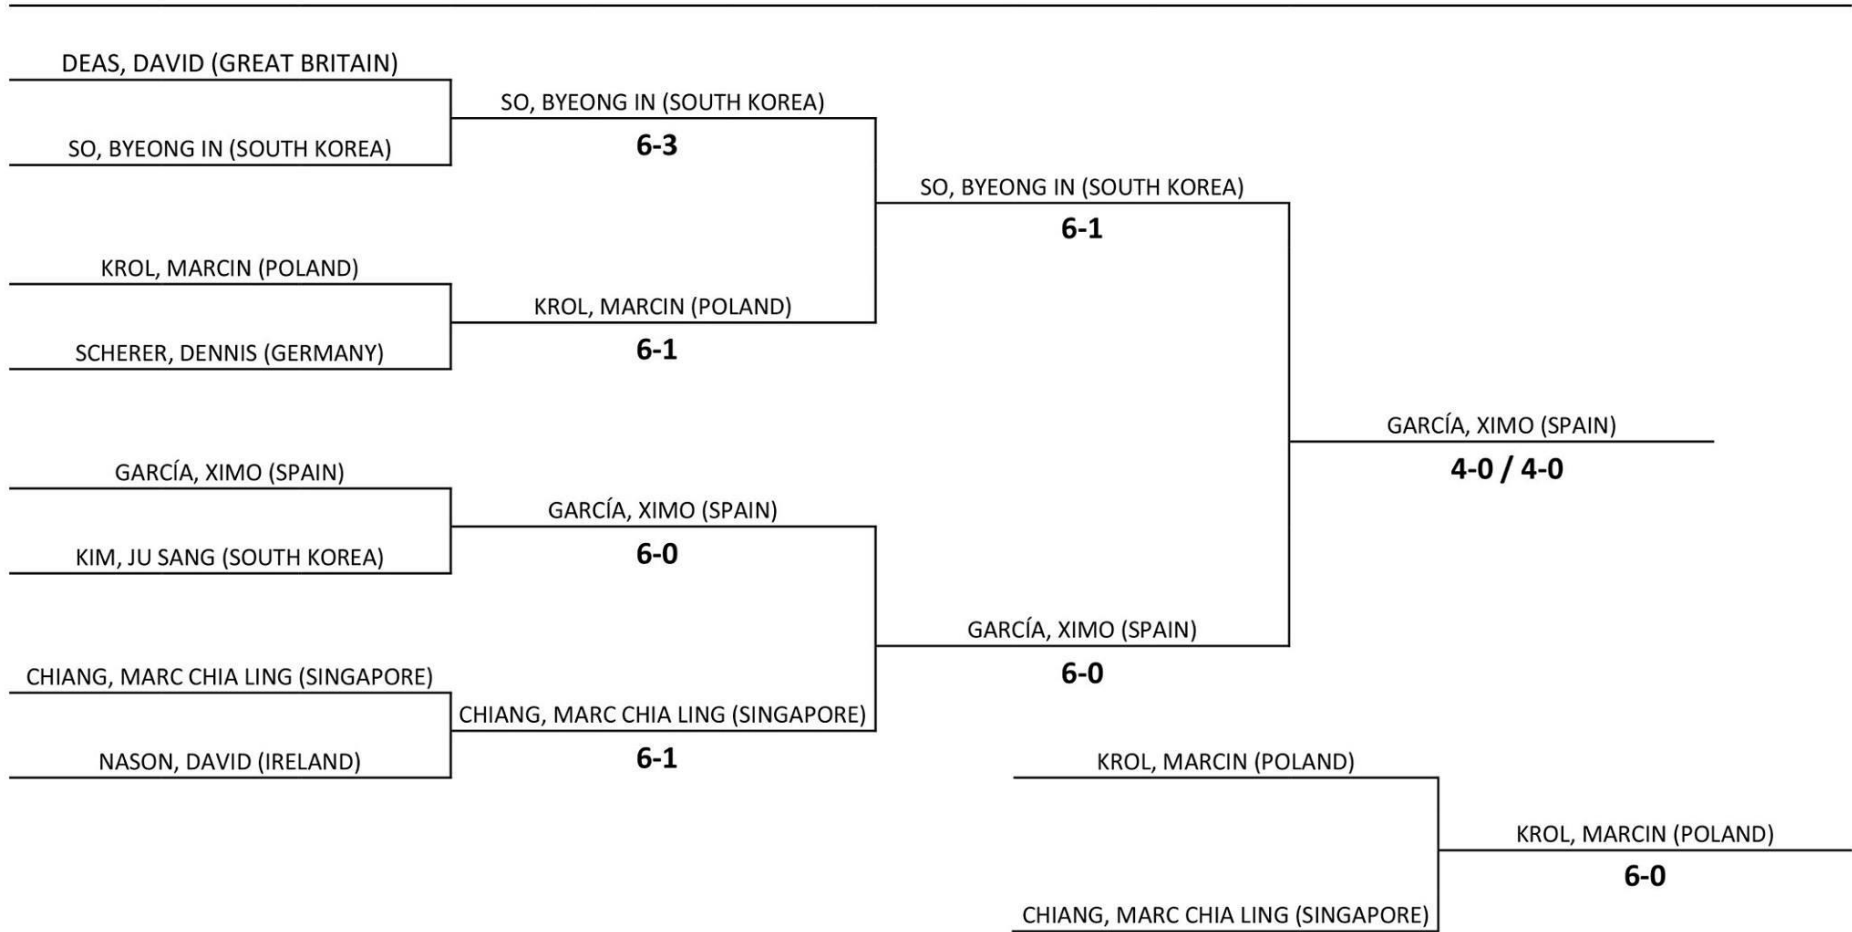 DEAS, DAVID (GREAT BRITAIN)
SO, BYEONG IN (SOUTH KOREA)
KROL, MARCIN (POLAND)
SCHERER, DENNIS (GERMANY)
GARCÍA, XIMO (SPAIN)
KIM, JU SANG (SOUTH KOREA)
CHIANG, MARC CHIA LING (SINGAPORE)
NASON, DAVID (IRELAND)
SO, BYEONG IN (SOUTH KOREA)
6-3
KROL, MARCIN (POLAND)
6-1
GARCÍA, XIMO (SPAIN)
6-0
CHIANG, MARC CHIA LING (SINGAPORE)
6-1
SO, BYEONG IN (SOUTH KOREA)
6-1
GARCÍA, XIMO (SPAIN)
6-0
GARCÍA, XIMO (SPAIN)
4-0 / 4-0
KROL, MARCIN (POLAND)
CHIANG, MARC CHIA LING (SINGAPORE)
KROL, MARCIN (POLAND)
6-0